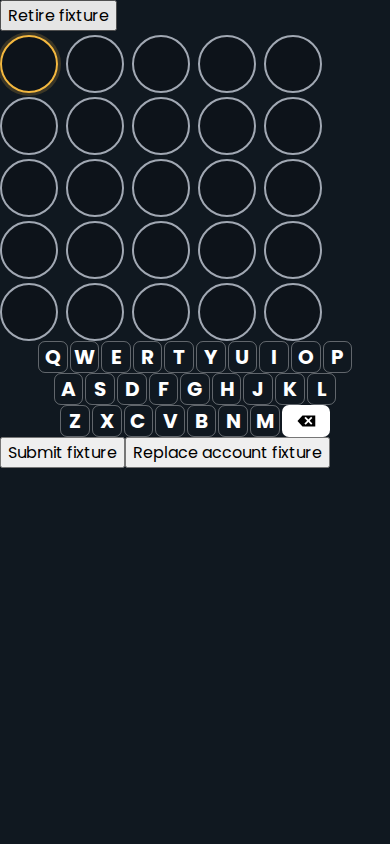 Retire fixture
Q W E R T Y U I O P
A S D F G H J K L
Z X C V B N M
Submit fixture Replace account fixture